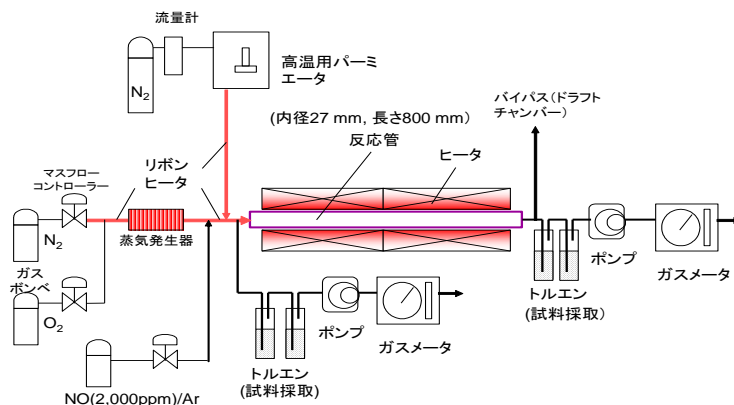 流量計
N2
高温用パーミ
エータ
バイパス(ドラフト
チャンバー)
(内径27 mm, 長さ800 mm)
反応管
ヒータ
マスフロー
コントローラー
リボン
ヒータ
N2
蒸気発生器
ガス
ボンベ
O2
ポンプ
ガスメータ
トルエン
(試料採取)
ポンプ
ガスメータ
トルエン
(試料採取)
NO(2,000ppm)/Ar